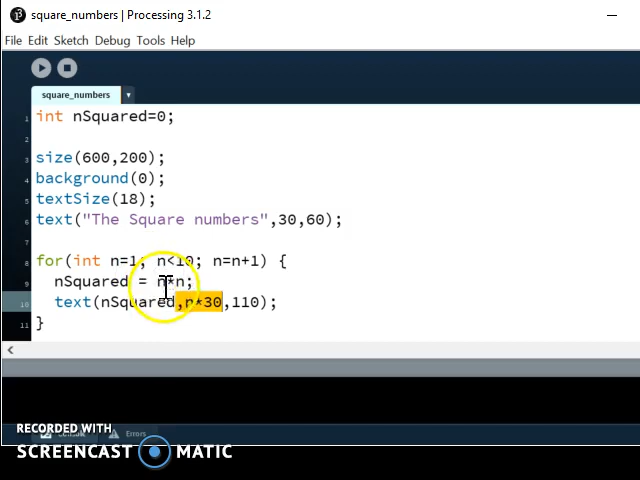 square_numbers | Processing 3.1.2
File Edit Sketch Debug Tools Help
square_numbers
1 int nSquared=0;
2
3 size(600,200);
4 background(0);
5 textSize(18);
6 text("The Square numbers",30,60);
7
8 for(int n=1; n<10; n=n+1) {
9 nSquared = n*n;
10 text(nSquared,n*30,110);
11 }
Console Errors
RECORDED WITH
SCREENCAST MATIC